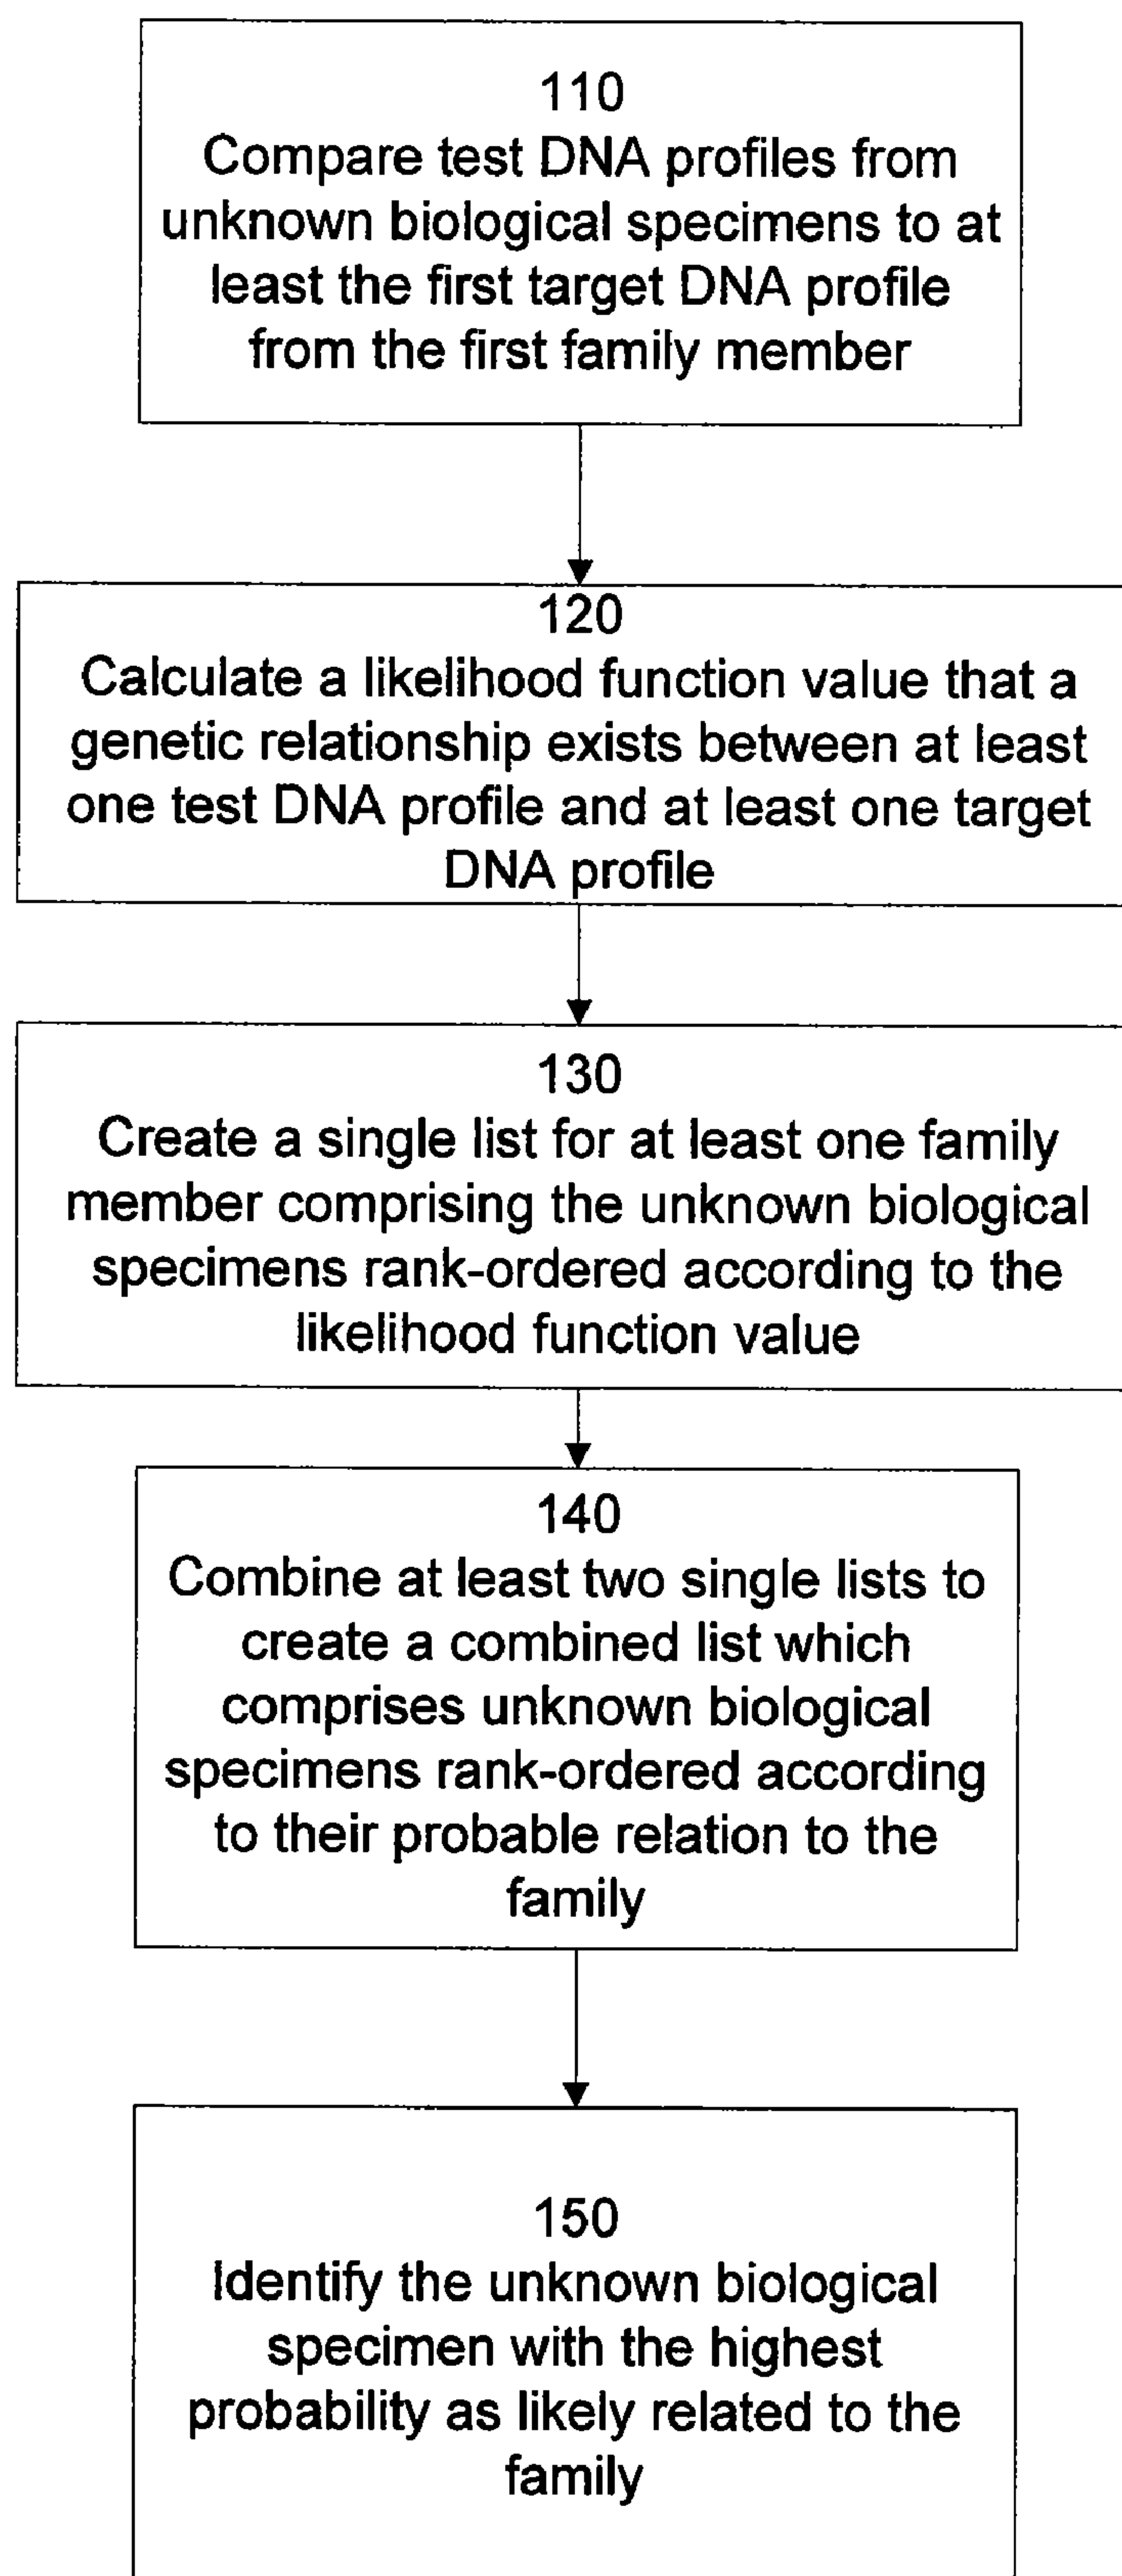 110
Compare test DNA profiles from
unknown biological specimens to at
least the first target DNA profile
from the first family member
120
Calculate a likelihood function value that a
genetic relationship exists between at least
one test DNA profile and at least one target
DNA profile
130
Create a single list for at least one family
member comprising the unknown biological
specimens rank-ordered according to the
likelihood function value
140
Combine at least two single lists to
create a combined list which
comprises unknown biological
specimens rank-ordered according
to their probable relation to the
family
150
Identify the unknown biological
specimen with the highest
probability as likely related to the
family